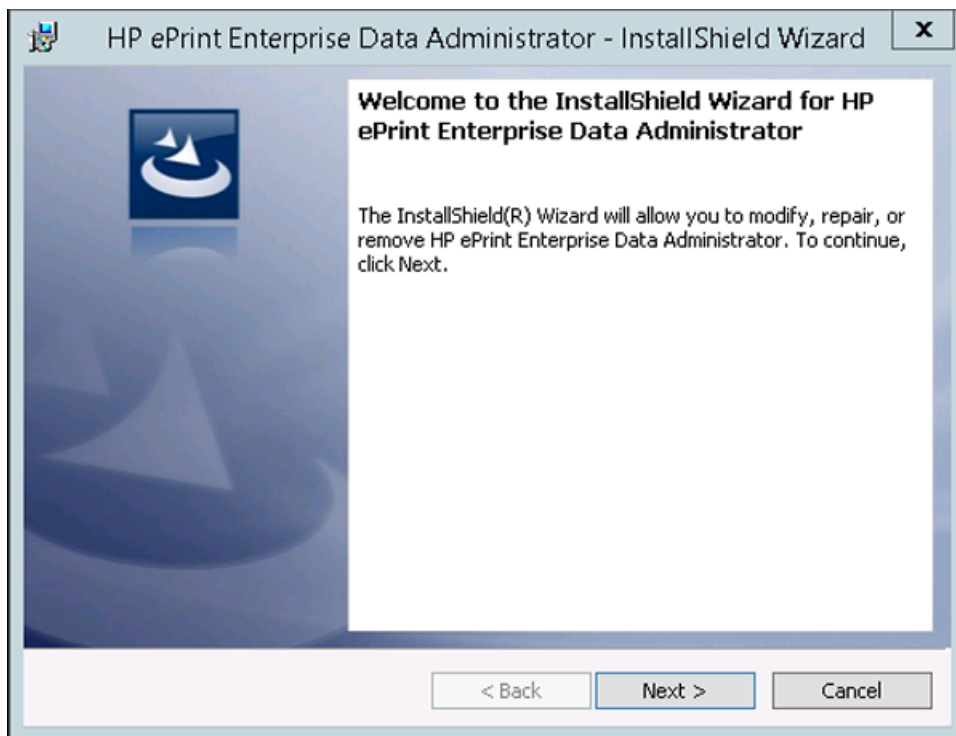 HP ePrint Enterprise Data Administrator - InstallShield Wizard
x
Welcome to the InstallShield Wizard for HP
ePrint Enterprise Data Administrator
The InstallShield(R) Wizard will allow you to modify, repair, or
remove HP ePrint Enterprise Data Administrator. To continue,
click Next.
< Back
Next >
Cancel